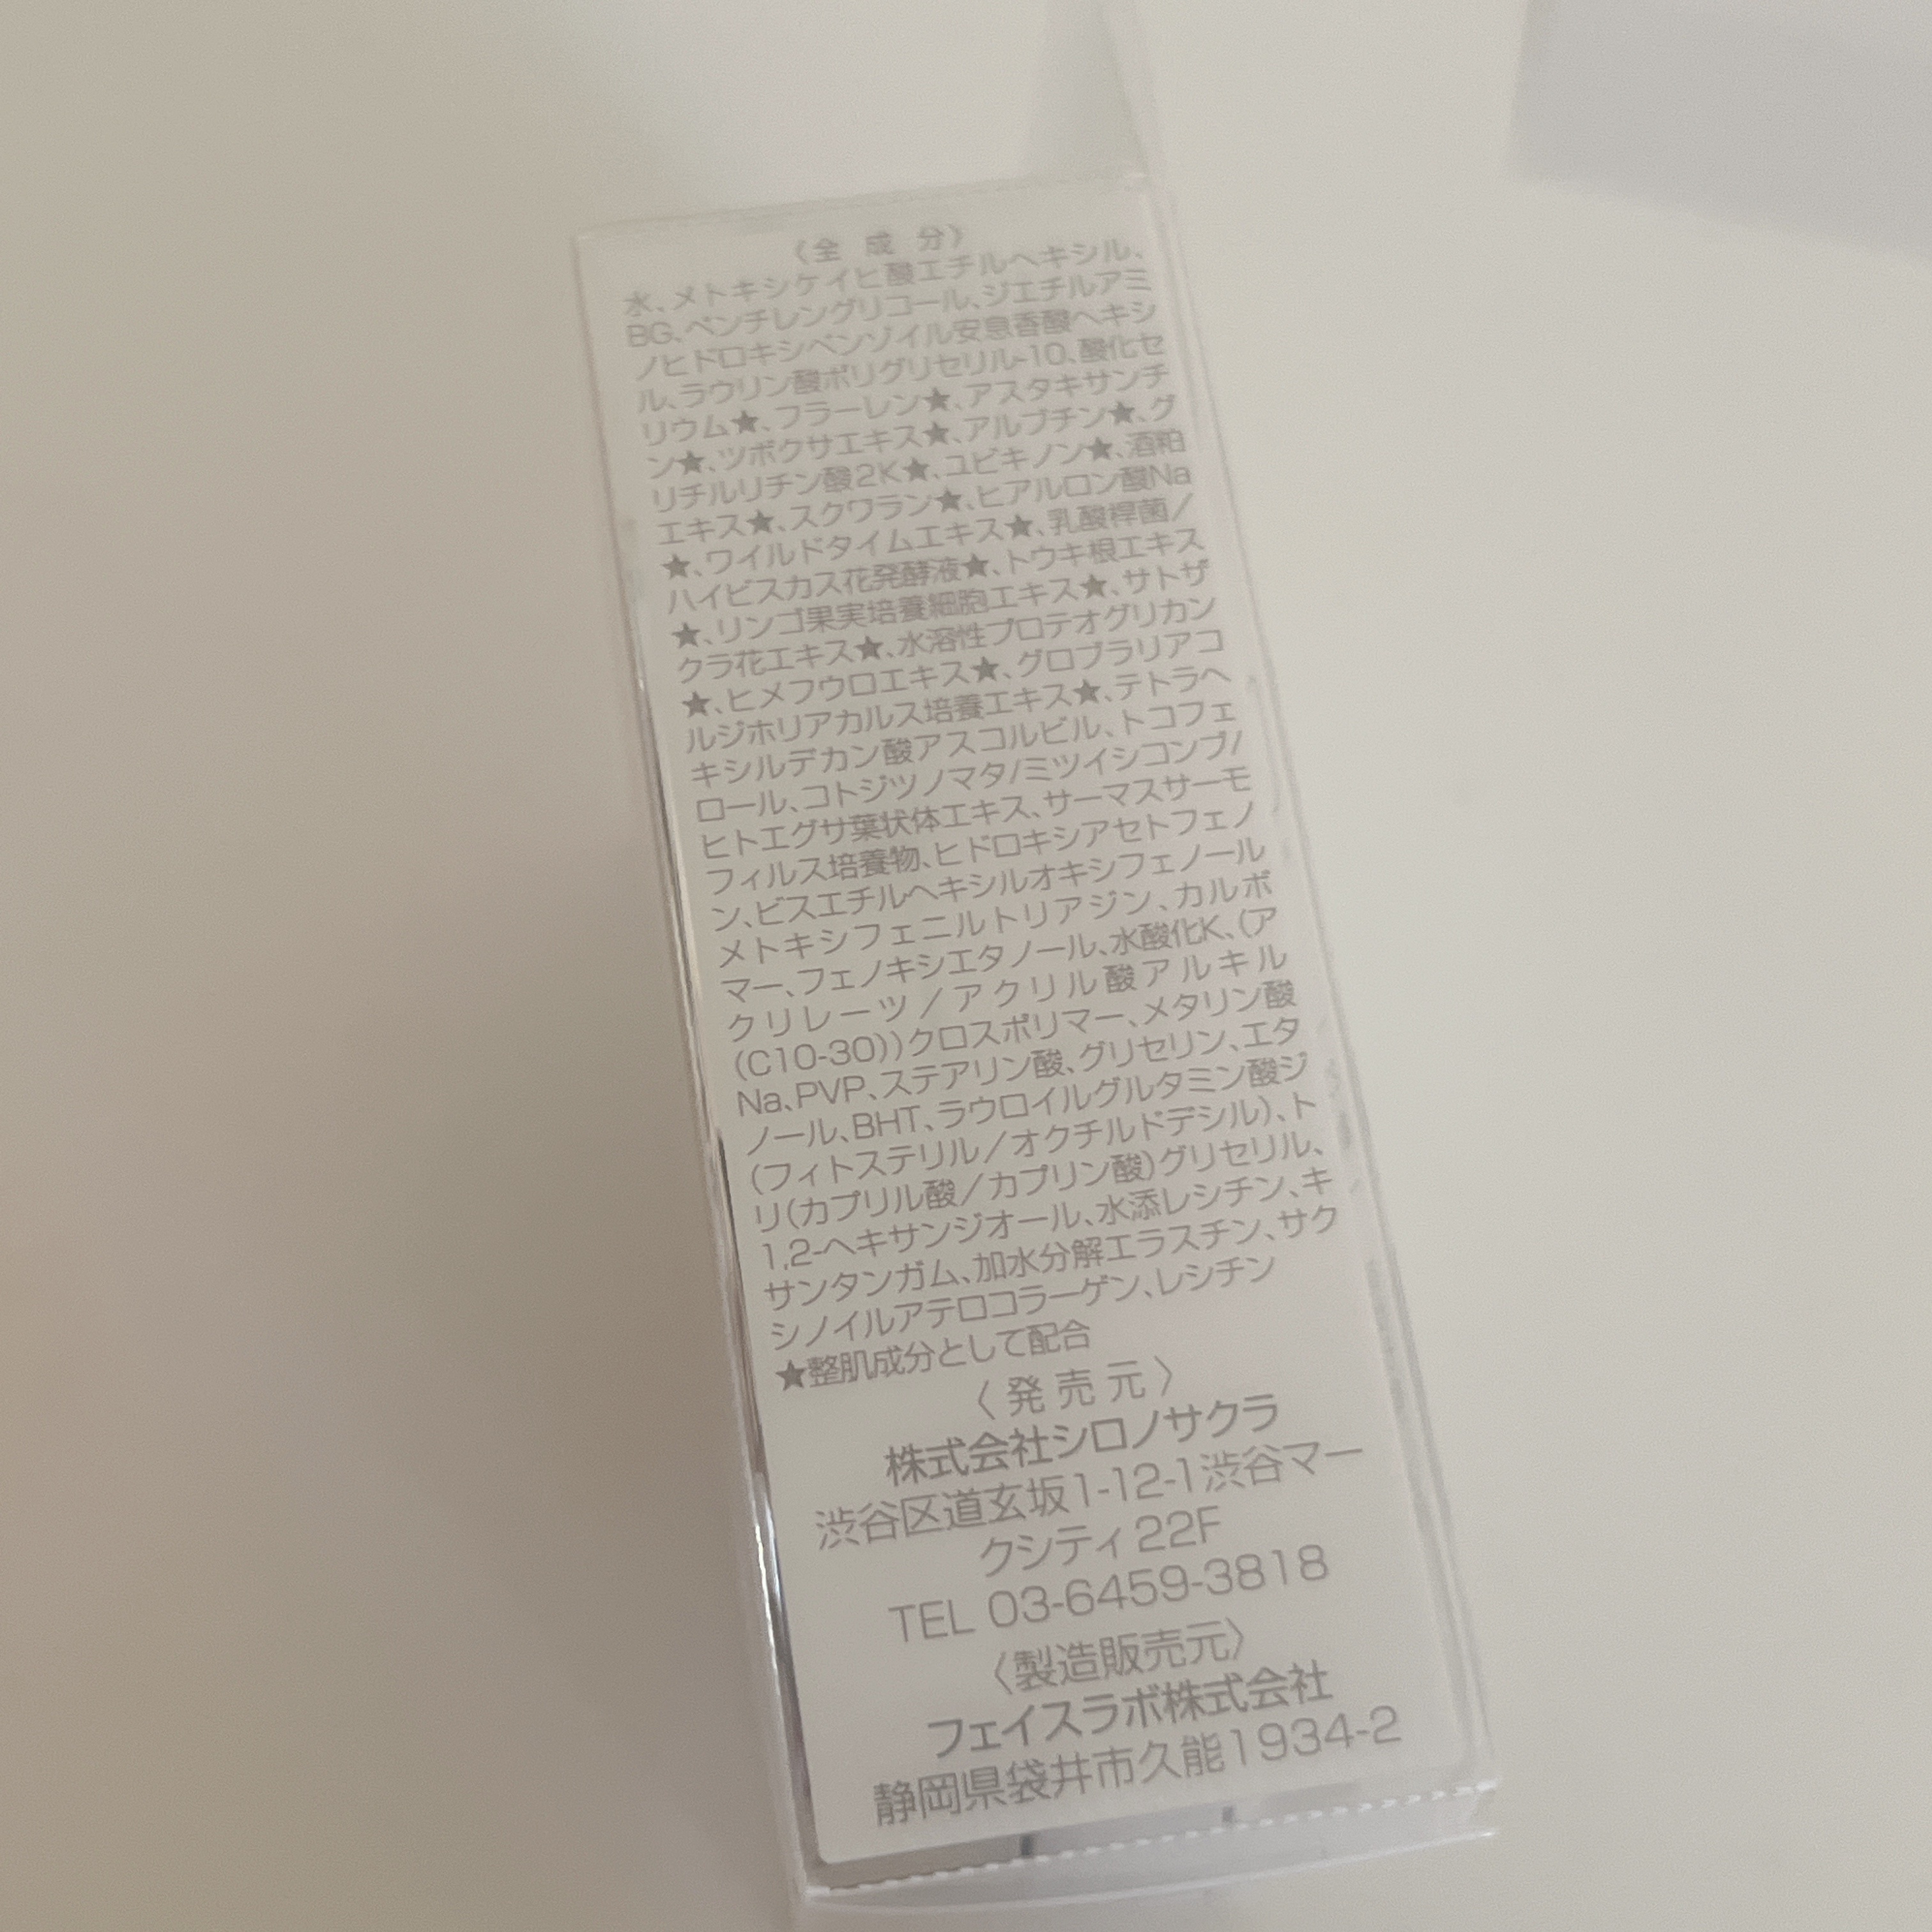 〈全 成 分〉
水、メトキシケイヒ酸エチルヘキシル、
BG、ペンチレングリコール、ジエチルアミ
ノヒドロキシベンゾイル安息香酸ヘキシ
ル、ラウリン酸ポリグリセリル-10、酸化セ
リウム★、フラーレン★、アスタキサンチ
ン★、ツボクサエキス★、アルブチン★、グ
リチルリチン酸2K★、ユビキノン★、酒粕
エキス★、スクワラン★、ヒアルロン酸Na
★、ワイルドタイムエキス★、乳酸桿菌／
ハイビスカス花発酵液★、トウキ根エキス
★、リンゴ果実培養細胞エキス★、サトザ
クラ花エキス★、水溶性プロテオグリカン
★、ヒメフウロエキス★、グロブラリアコ
ルジホリアカルス培養エキス★、テトラヘ
キシルデカン酸アスコルビル、トコフェ
ロール、コトジツノマタ/ミツイシコンブ/
ヒトエグサ葉状体エキス、サーマスサーモ
フィルス培養物、ヒドロキシアセトフェノ
ン、ビスエチルヘキシルオキシフェノール
メトキシフェニルトリアジン、カルボ
マー、フェノキシエタノール、水酸化K、(ア
クリレーツ／アクリル酸アルキル
(C10-30))クロスポリマー、メタリン酸
Na、PVP、ステアリン酸、グリセリン、エタ
ノール、BHT、ラウロイルグルタミン酸ジ
(フィトステリル／オクチルドデシル)、ト
リ(カプリル酸／カプリン酸)グリセリル、
1,2-ヘキサンジオール、水添レシチン、キ
サンタンガム、加水分解エラスチン、サク
シノイルアテロコラーゲン、レシチン
★整肌成分として配合
〈発売元〉
株式会社シロノサクラ
渋谷区道玄坂1-12-1渋谷マー
クシティ 22F
TEL 03-6459-3818
〈製造販売元〉
フェイスラボ株式会社
静岡県袋井市久能1934-2